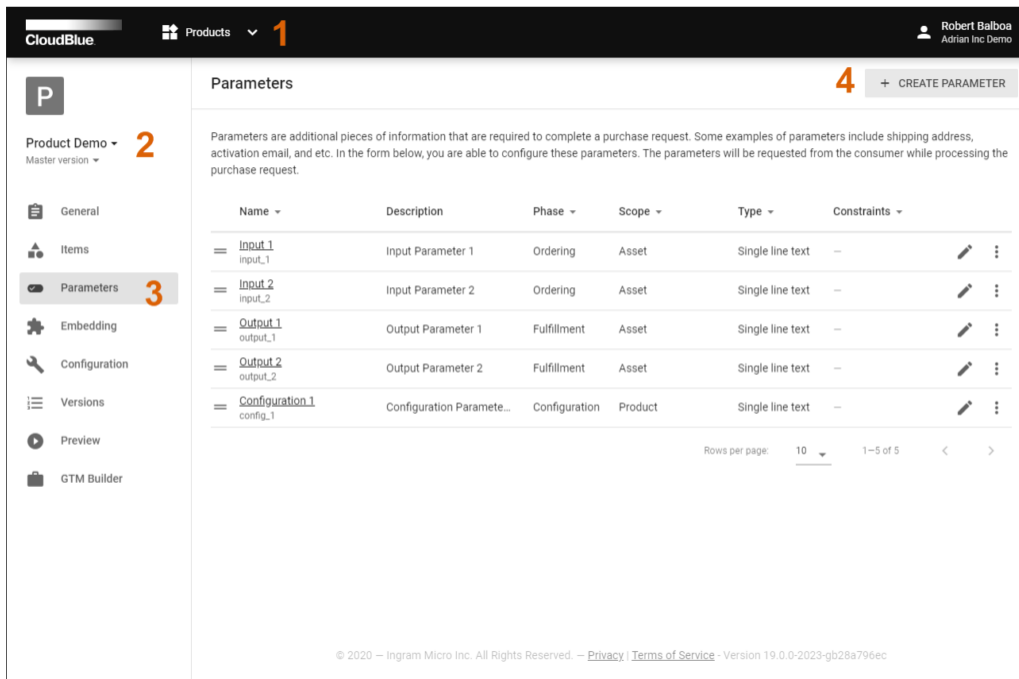 CloudBlue
Products
1
Robert Balboa
Adrian Inc Demo
P
Product Demo
2
Master version
General
Items
Parameters
3
Embedding
Configuration
Versions
Preview
GTM Builder
Parameters
4
+ CREATE PARAMETER
Parameters are additional pieces of information that are required to complete a purchase request. Some examples of parameters include shipping address,
activation email, and etc. In the form below, you are able to configure these parameters. The parameters will be requested from the consumer while processing the
purchase request.
Name Description Phase Scope Type Constraints
Input 1 Input Parameter 1 Ordering Asset Single line text –
input_1
Input 2 Input Parameter 2 Ordering Asset Single line text –
input_2
Output 1 Output Parameter 1 Fulfillment Asset Single line text –
output_1
Output 2 Output Parameter 2 Fulfillment Asset Single line text –
output_2
Configuration 1 Configuration Paramete... Configuration Product Single line text –
config_1
Rows per page: 10 1–5 of 5
© 2020 – Ingram Micro Inc. All Rights Reserved. – Privacy | Terms of Service - Version 19.0.0-2023-gb28a796ec